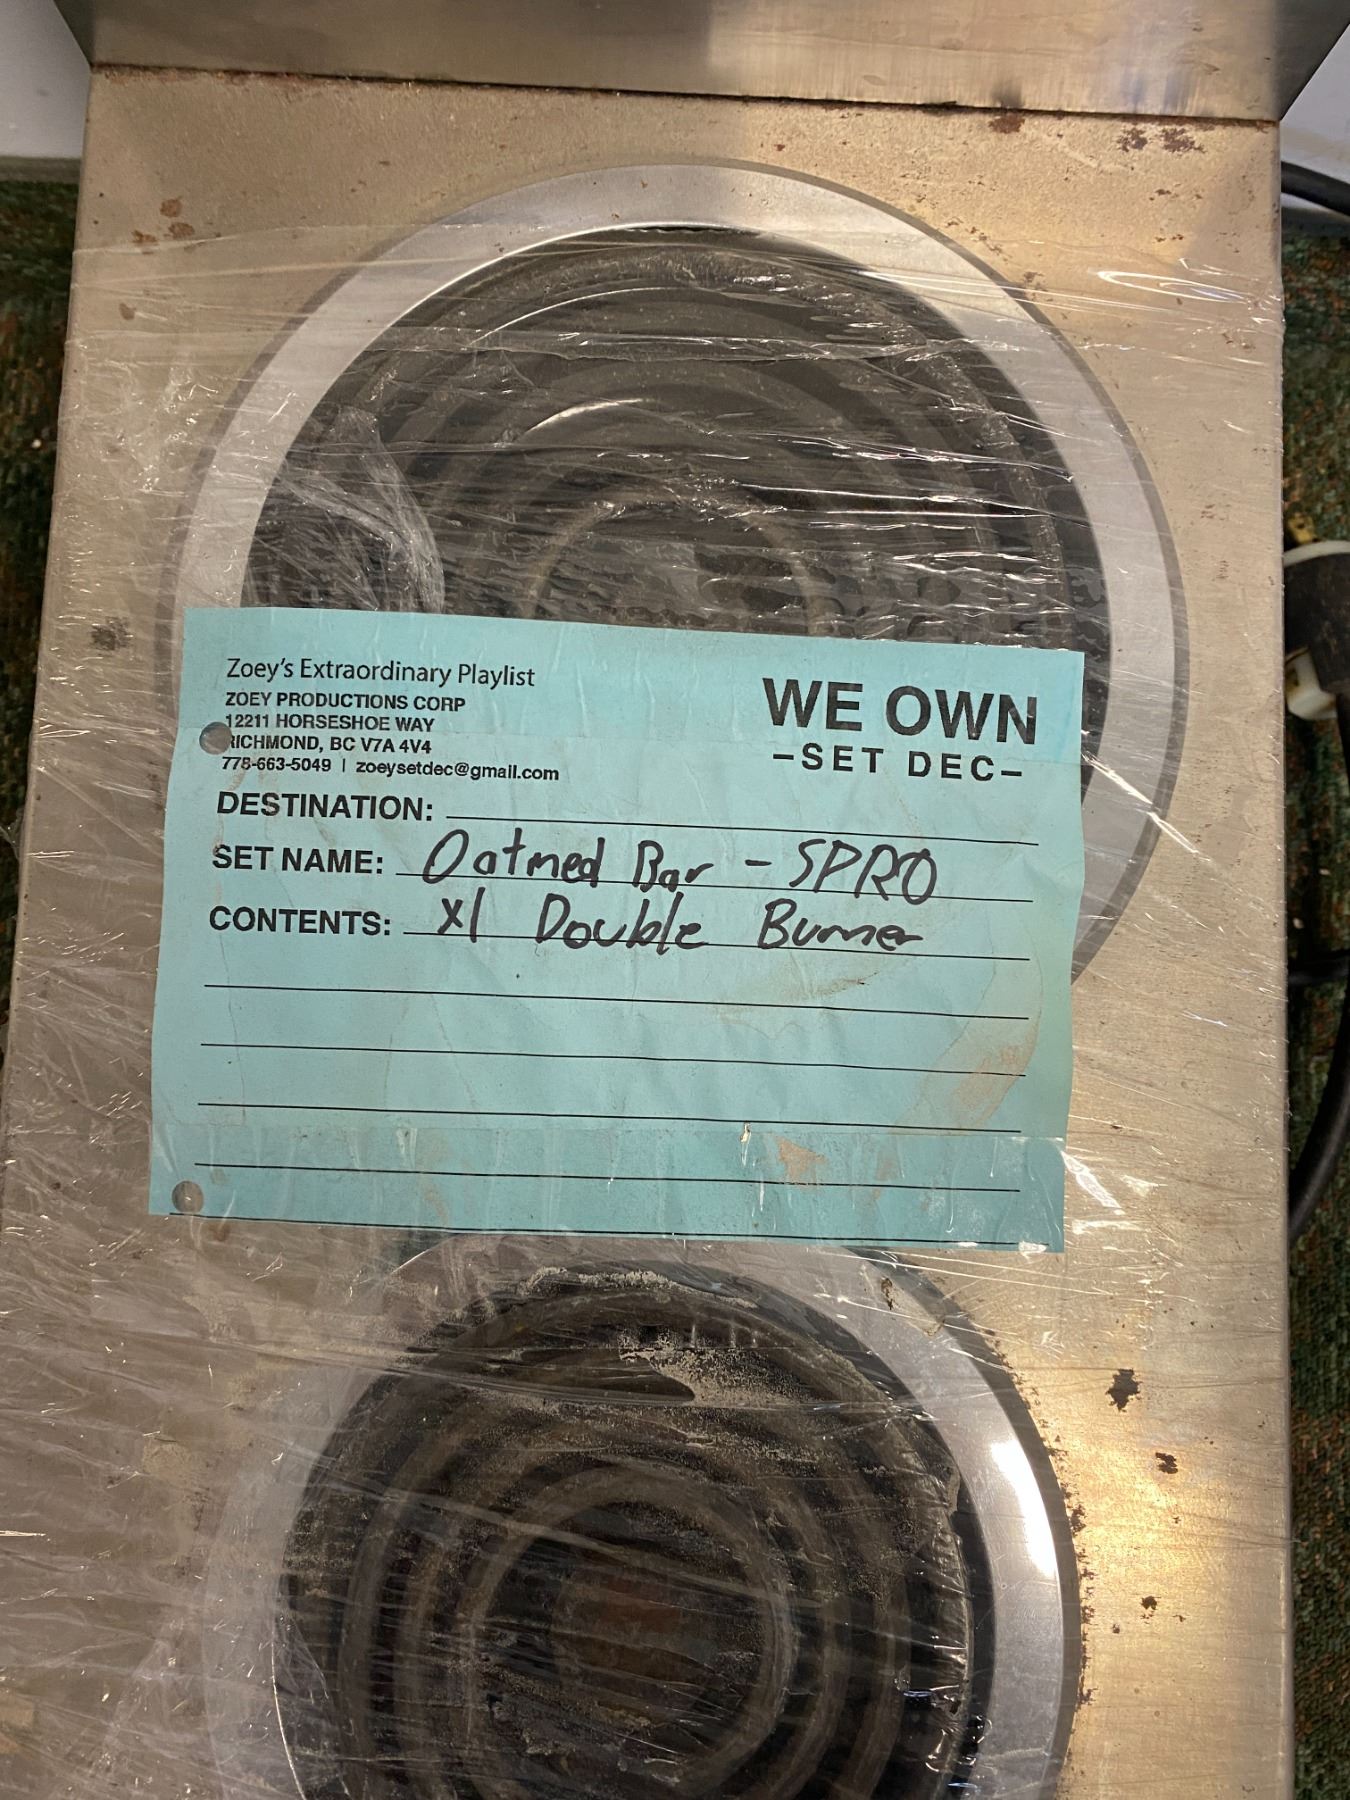 Zoey's Extraordinary Playlist
ZOEY PRODUCTIONS CORP
12211 HORSESHOE WAY
RICHMOND, BC V7A 4V4
778-663-5049 | zoeysetdec@gmail.com
WE OWN
-SET DEC-
DESTINATION:
SET NAME: Oatmeal Bar - SPRO
CONTENTS: x1 Double Burner